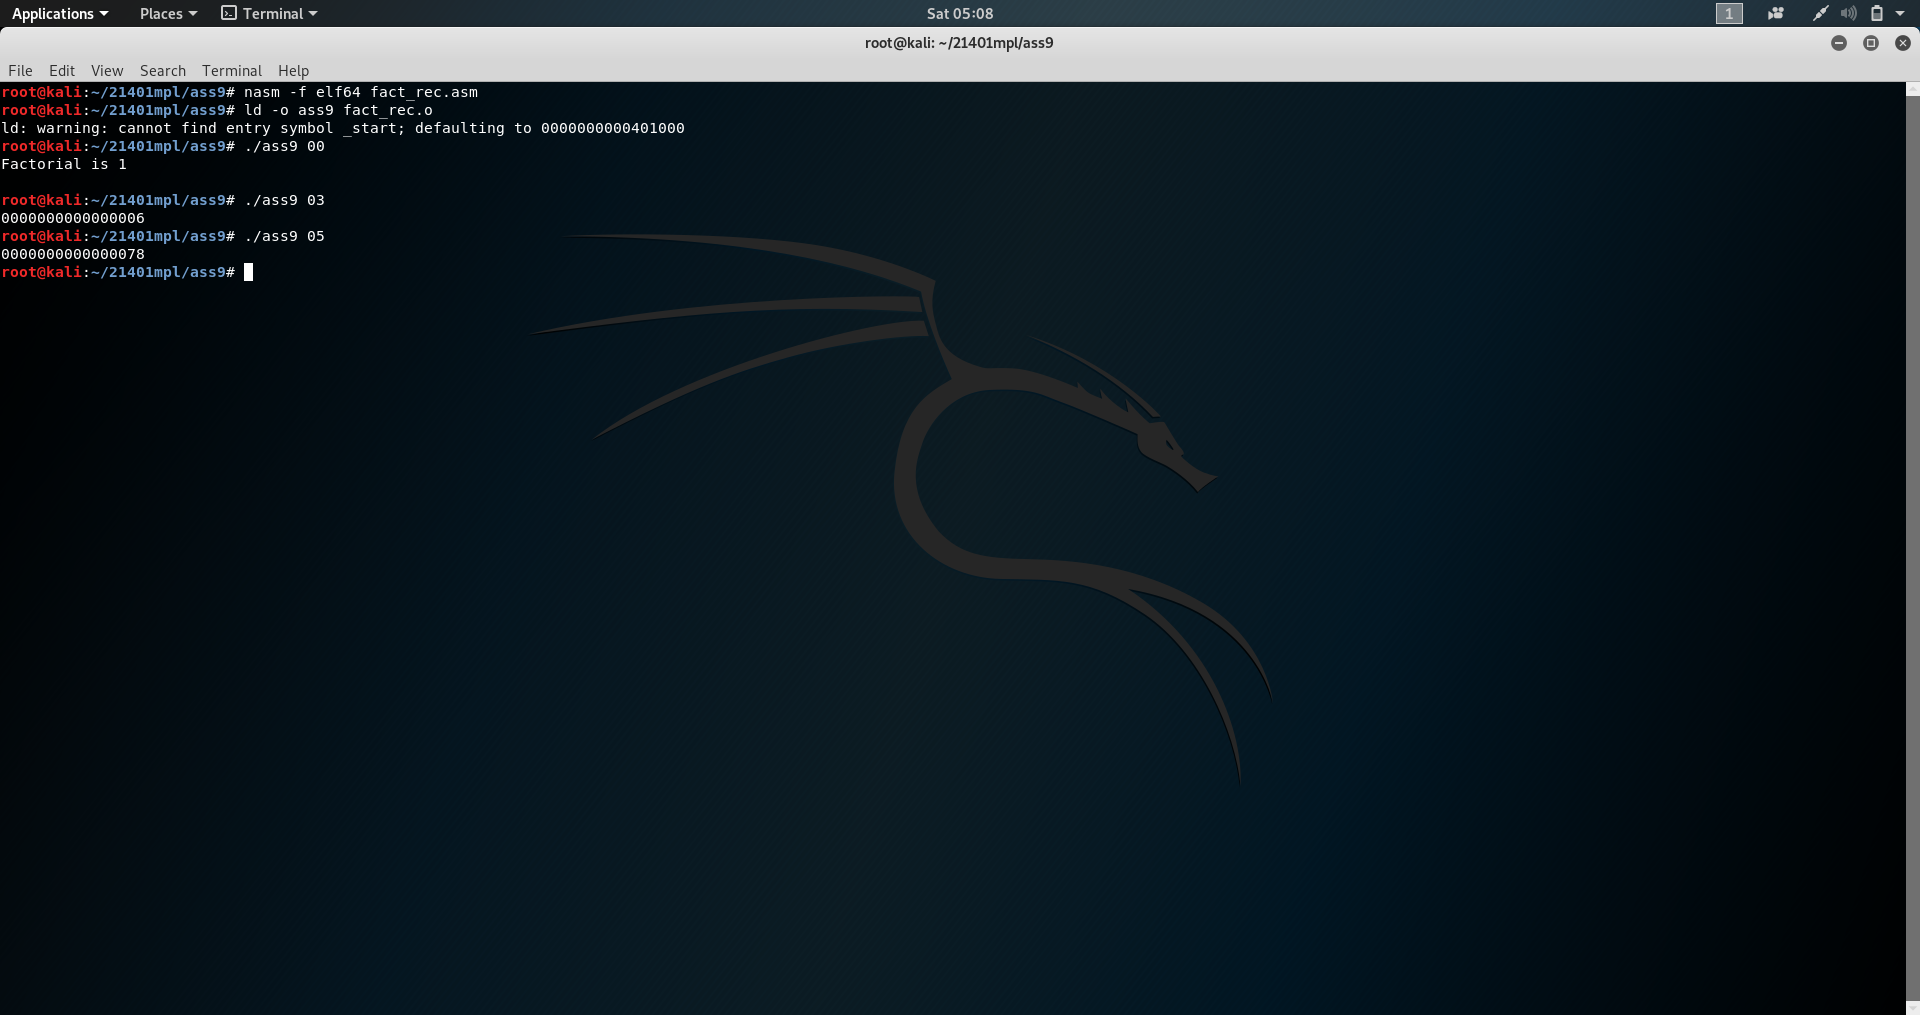 Applications Places Terminal Sat 05:08 1
root@kali: ~/21401mpl/ass9
File Edit View Search Terminal Help
root@kali:~/21401mpl/ass9# nasm -f elf64 fact_rec.asm
root@kali:~/21401mpl/ass9# ld -o ass9 fact_rec.o
ld: warning: cannot find entry symbol _start; defaulting to 0000000000401000
root@kali:~/21401mpl/ass9# ./ass9 00
Factorial is 1
root@kali:~/21401mpl/ass9# ./ass9 03
0000000000000006
root@kali:~/21401mpl/ass9# ./ass9 05
0000000000000078
root@kali:~/21401mpl/ass9#